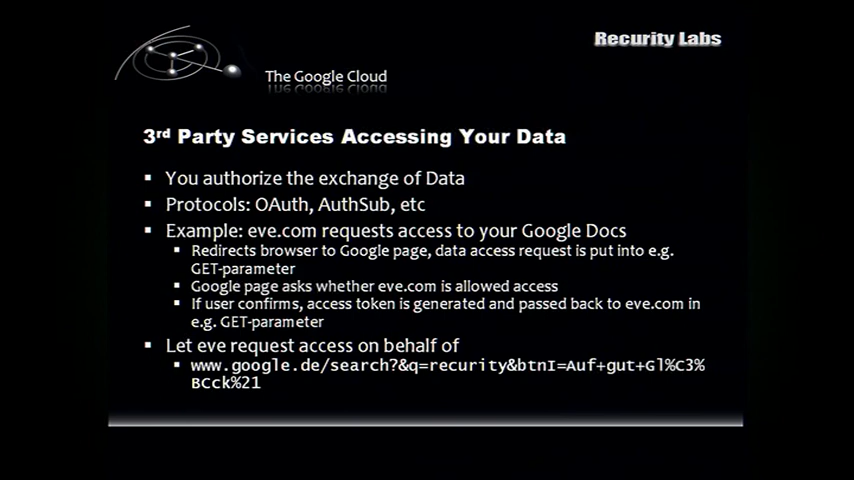 Recurity Labs
The Google Cloud
3rd Party Services Accessing Your Data
▪ You authorize the exchange of Data
▪ Protocols: OAuth, AuthSub, etc
▪ Example: eve.com requests access to your Google Docs
▪ Redirects browser to Google page, data access request is put into e.g.
GET-parameter
▪ Google page asks whether eve.com is allowed access
▪ If user confirms, access token is generated and passed back to eve.com in
e.g. GET-parameter
▪ Let eve request access on behalf of
▪ www.google.de/search?&q=recurity&btnI=Auf+gut+Gl%C3%
BCck%21